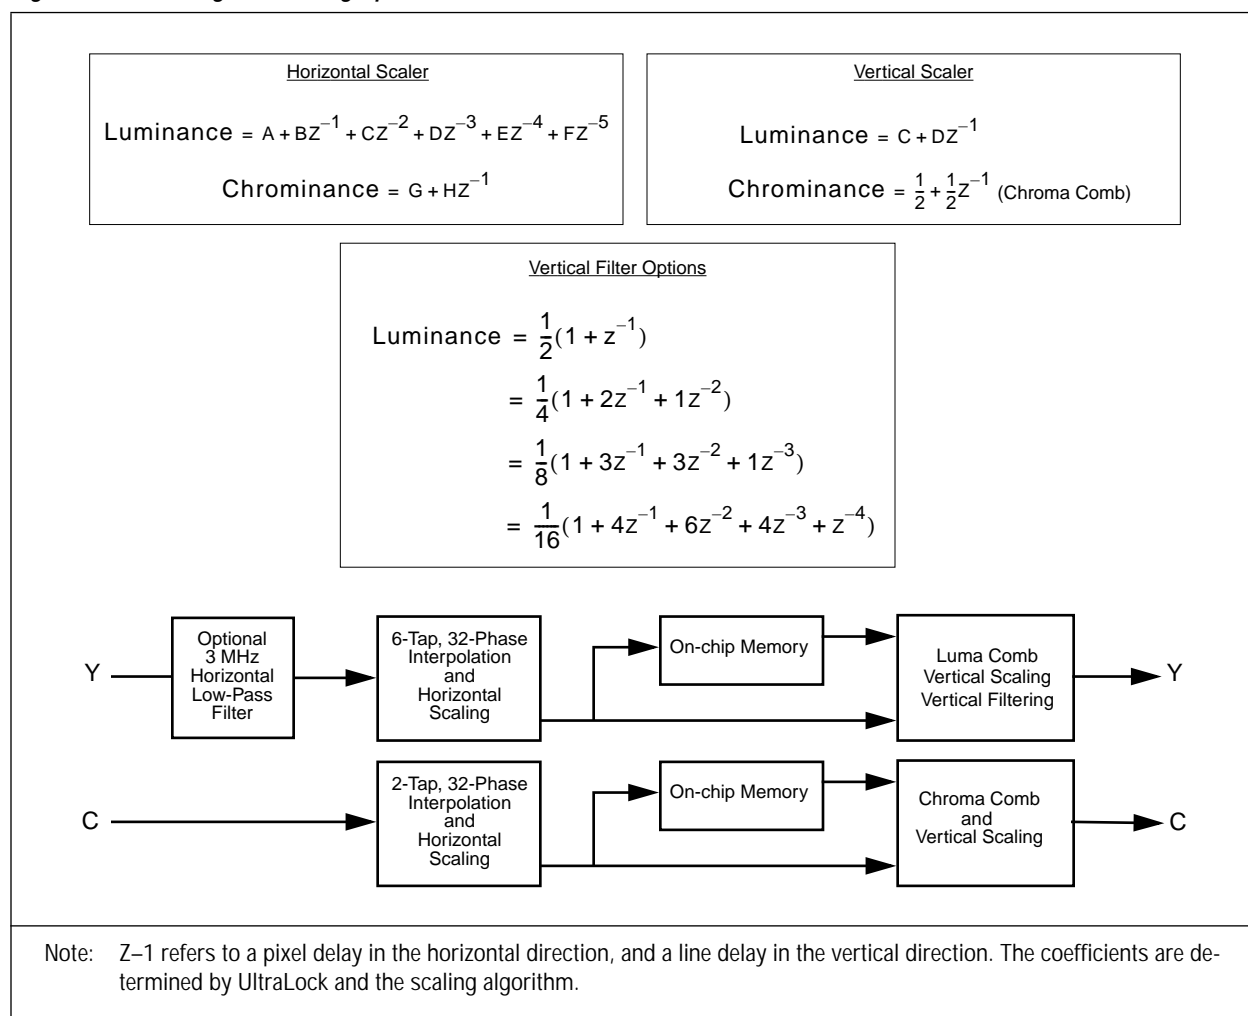 Horizontal Scaler
Luminance = A + BZ⁻¹ + CZ⁻² + DZ⁻³ + EZ⁻⁴ + FZ⁻⁵
Chrominance = G + HZ⁻¹
Vertical Scaler
Luminance = C + DZ⁻¹
Chrominance = 1/2 + 1/2Z⁻¹ (Chroma Comb)
Vertical Filter Options
Luminance = 1/2(1 + z⁻¹)
= 1/4(1 + 2z⁻¹ + 1z⁻²)
= 1/8(1 + 3z⁻¹ + 3z⁻² + 1z⁻³)
= 1/16(1 + 4z⁻¹ + 6z⁻² + 4z⁻³ + z⁻⁴)
Y
Optional
3 MHz
Horizontal
Low-Pass
Filter
6-Tap, 32-Phase
Interpolation
and
Horizontal
Scaling
On-chip Memory
Luma Comb
Vertical Scaling
Vertical Filtering
Y
C
2-Tap, 32-Phase
Interpolation
and
Horizontal
Scaling
On-chip Memory
Chroma Comb
and
Vertical Scaling
C
Note: Z–1 refers to a pixel delay in the horizontal direction, and a line delay in the vertical direction. The coefficients are de-
termined by UltraLock and the scaling algorithm.